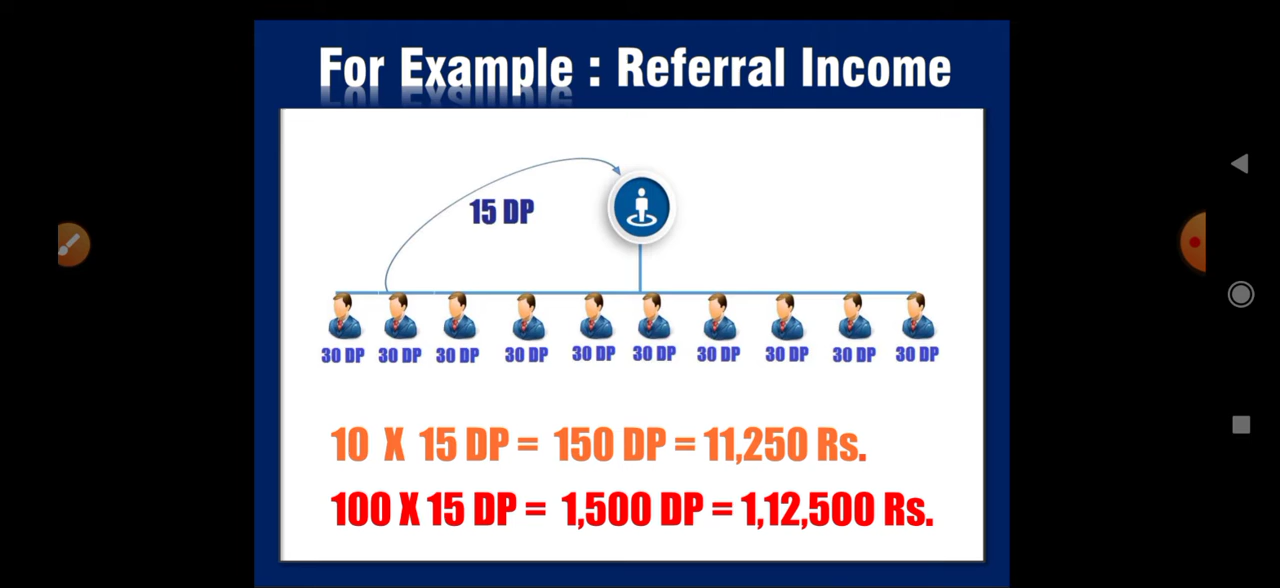 For Example : Referral Income
15 DP
30 DP 30 DP 30 DP 30 DP 30 DP 30 DP 30 DP 30 DP 30 DP 30 DP
10 X 15 DP = 150 DP = 11,250 Rs.
100 X 15 DP = 1,500 DP = 1,12,500 Rs.